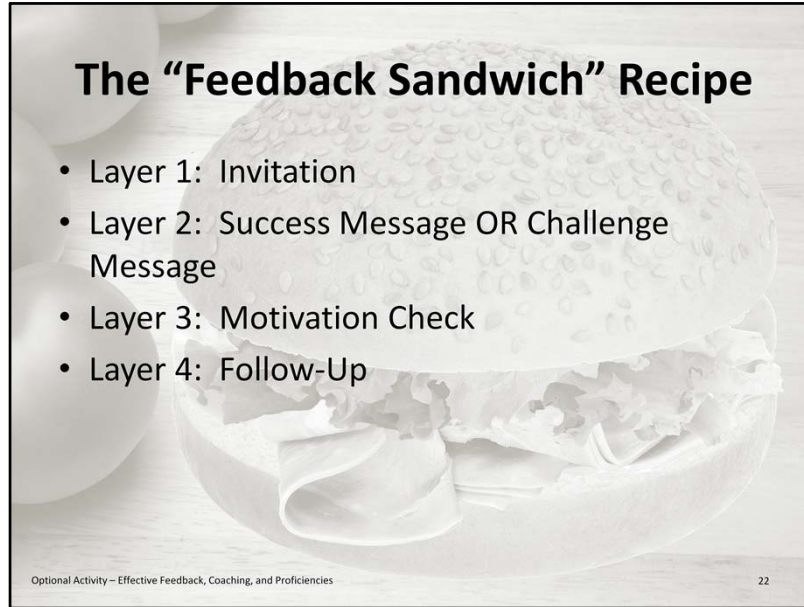 The “Feedback Sandwich” Recipe
• Layer 1: Invitation
• Layer 2: Success Message OR Challenge
Message
• Layer 3: Motivation Check
• Layer 4: Follow-Up
Optional Activity – Effective Feedback, Coaching, and Proficiencies
22